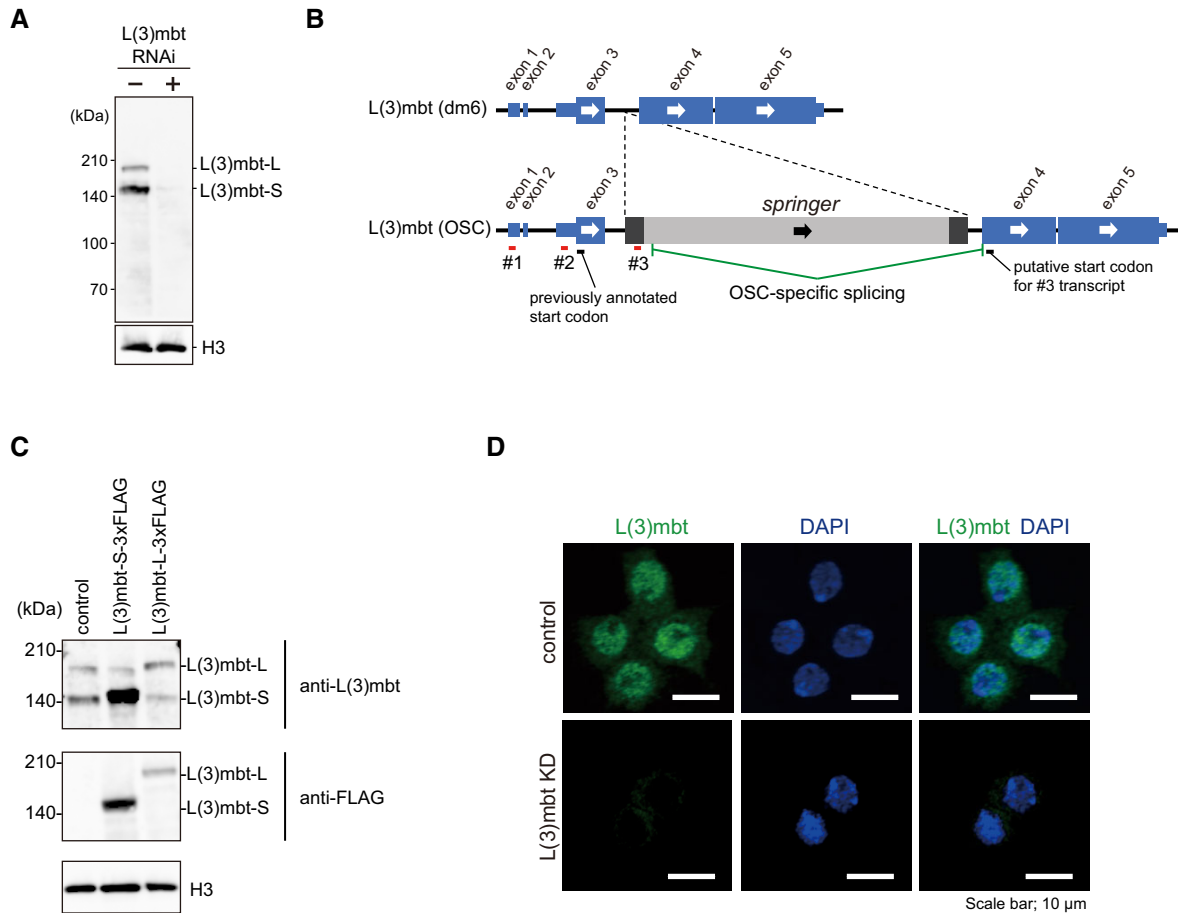 A
L(3)mbt
RNAi
− +
(kDa)
210
140
100
70
L(3)mbt-L
L(3)mbt-S
H3
B
exon 1
exon 2
exon 3
exon 4
exon 5
L(3)mbt (dm6)
exon 1
exon 2
exon 3
springer
exon 4
exon 5
L(3)mbt (OSC)
#1
#2
#3
previously annotated
start codon
OSC-specific splicing
putative start codon
for #3 transcript
C
control
L(3)mbt-S-3xFLAG
L(3)mbt-L-3xFLAG
(kDa)
210
140
L(3)mbt-L
L(3)mbt-S
anti-L(3)mbt
210
140
L(3)mbt-L
L(3)mbt-S
anti-FLAG
H3
D
L(3)mbt
DAPI
L(3)mbt DAPI
control
L(3)mbt KD
Scale bar; 10 µm